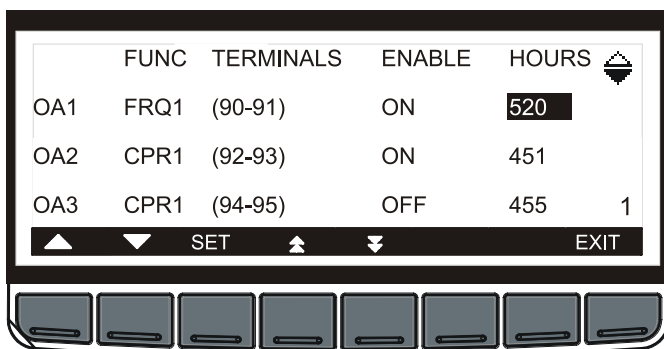 FUNC TERMINALS ENABLE HOURS
OA1 FRQ1 (90-91) ON 520
OA2 CPR1 (92-93) ON 451
OA3 CPR1 (94-95) OFF 455 1
SET EXIT